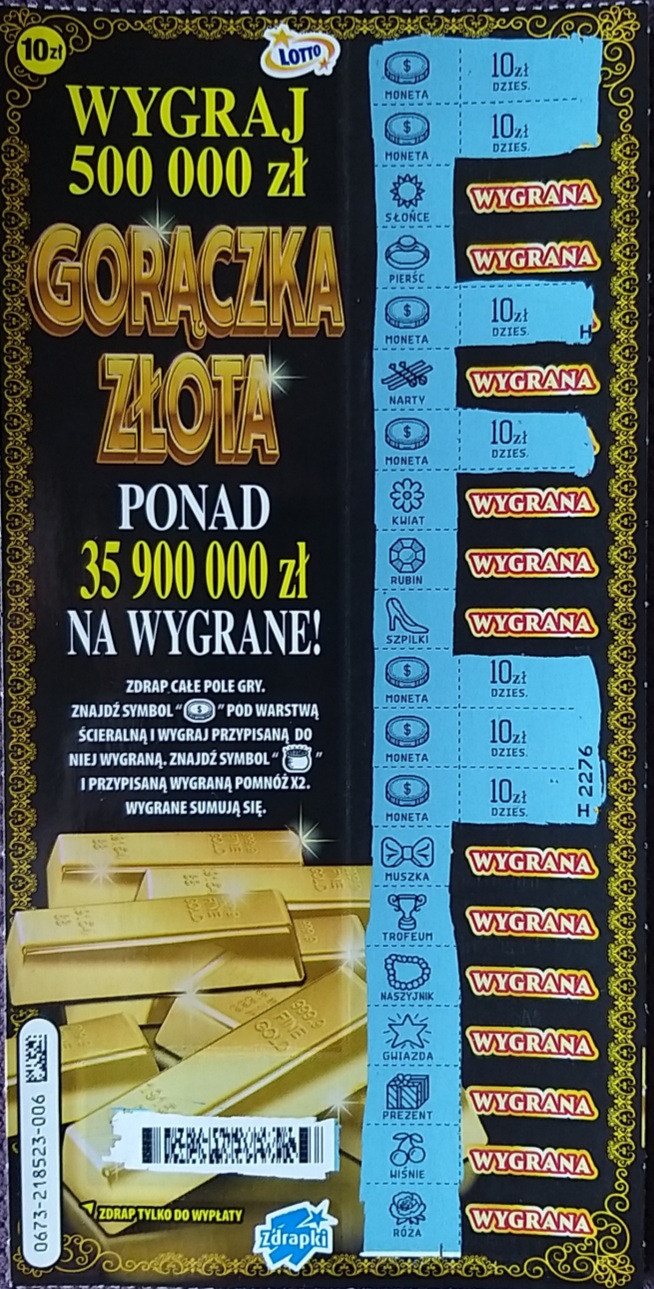 10zł
LOTTO
WYGRAJ
500 000 zł
GORĄCZKA
ZŁOTA
PONAD
35 900 000 zł
NA WYGRANE!
ZDRAP CAŁE POLE GRY.
ZNAJDŹ SYMBOL “ ” POD WARSTWĄ
ŚCIERALNĄ I WYGRAJ PRZYPISANĄ DO
NIEJ WYGRANĄ. ZNAJDŹ SYMBOL “ ”
I PRZYPISANĄ WYGRANĄ POMNÓŻ X2.
WYGRANE SUMUJĄ SIĘ.
0673-218523-006
ZDRAP TYLKO DO WYPŁATY
Zdrapki
10zł
MONETA DZIES.
10zł
MONETA DZIES.
SŁOŃCE WYGRANA
PIERŚC WYGRANA
10zł
MONETA DZIES. H
NARTY WYGRANA
10zł
MONETA DZIES.
KWIAT WYGRANA
RUBIN WYGRANA
SZPILKI WYGRANA
10zł
MONETA DZIES.
10zł
MONETA DZIES.
10zł
MONETA DZIES.
H 2276
MUSZKA WYGRANA
TROFEUM WYGRANA
NASZYJNIK WYGRANA
GWIAZDA WYGRANA
PREZENT WYGRANA
WIŚNIE WYGRANA
RÓŻA WYGRANA